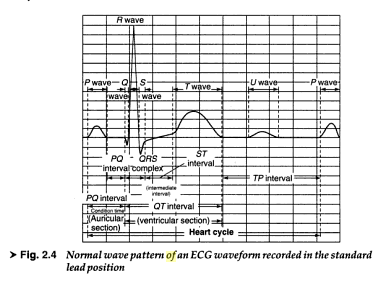 R wave
P wave Q S T wave U wave P wave
wave wave
PQ QRS ST
interval complex interval
TP interval
(intermediate
interval)
PQ interval QT interval
Condition time
(Auricular (ventricular section)
section)
Heart cycle
➤ Fig. 2.4 Normal wave pattern of an ECG waveform recorded in the standard
lead position